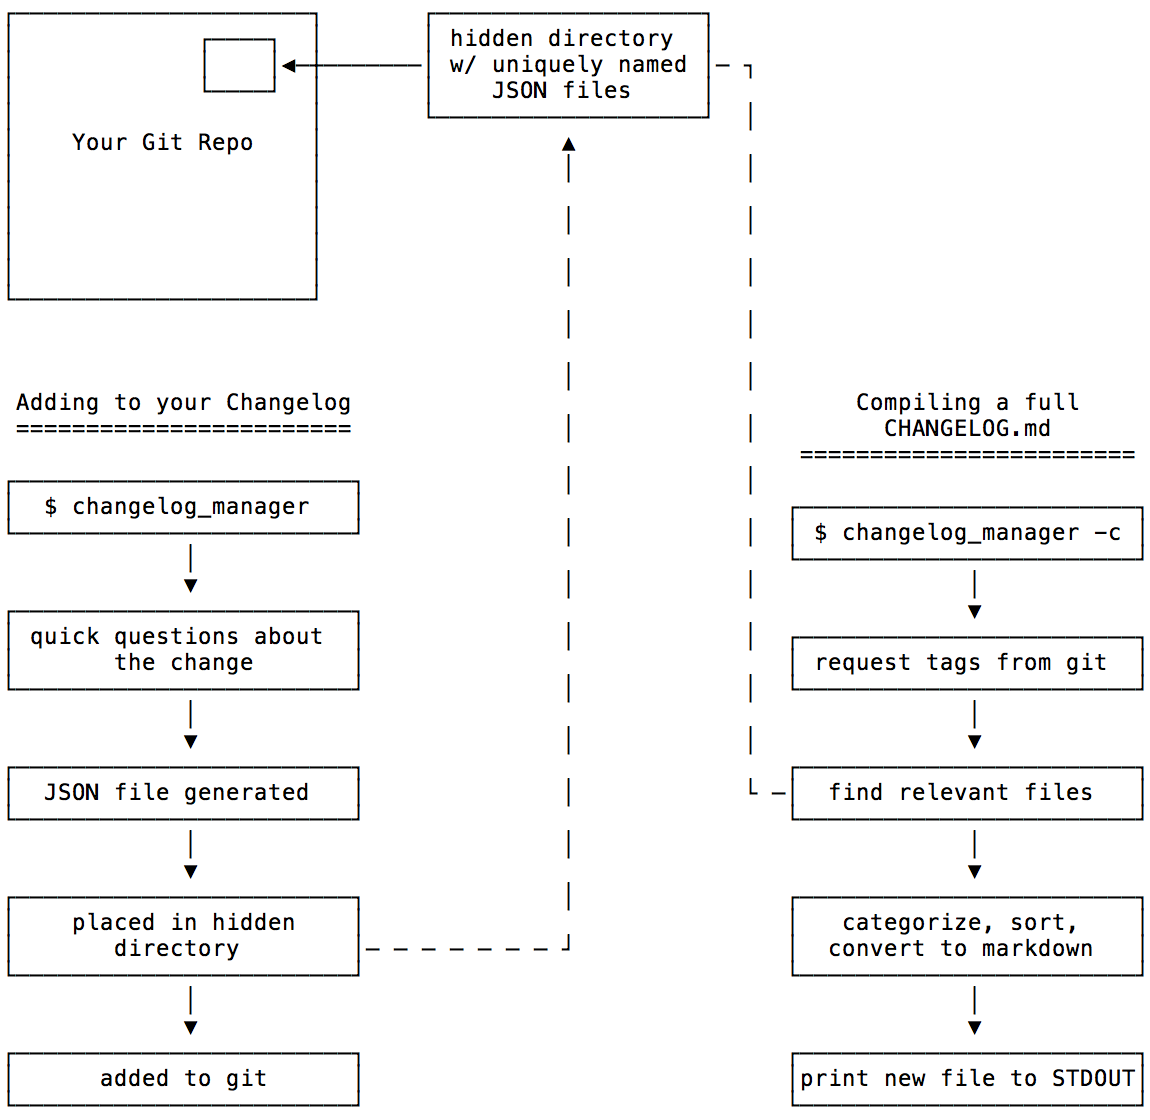 hidden directory
w/ uniquely named
JSON files
Your Git Repo
Adding to your Changelog
========================
$ changelog_manager
quick questions about
the change
JSON file generated
placed in hidden
directory
added to git
Compiling a full
CHANGELOG.md
========================
$ changelog_manager -c
request tags from git
find relevant files
categorize, sort,
convert to markdown
print new file to STDOUT